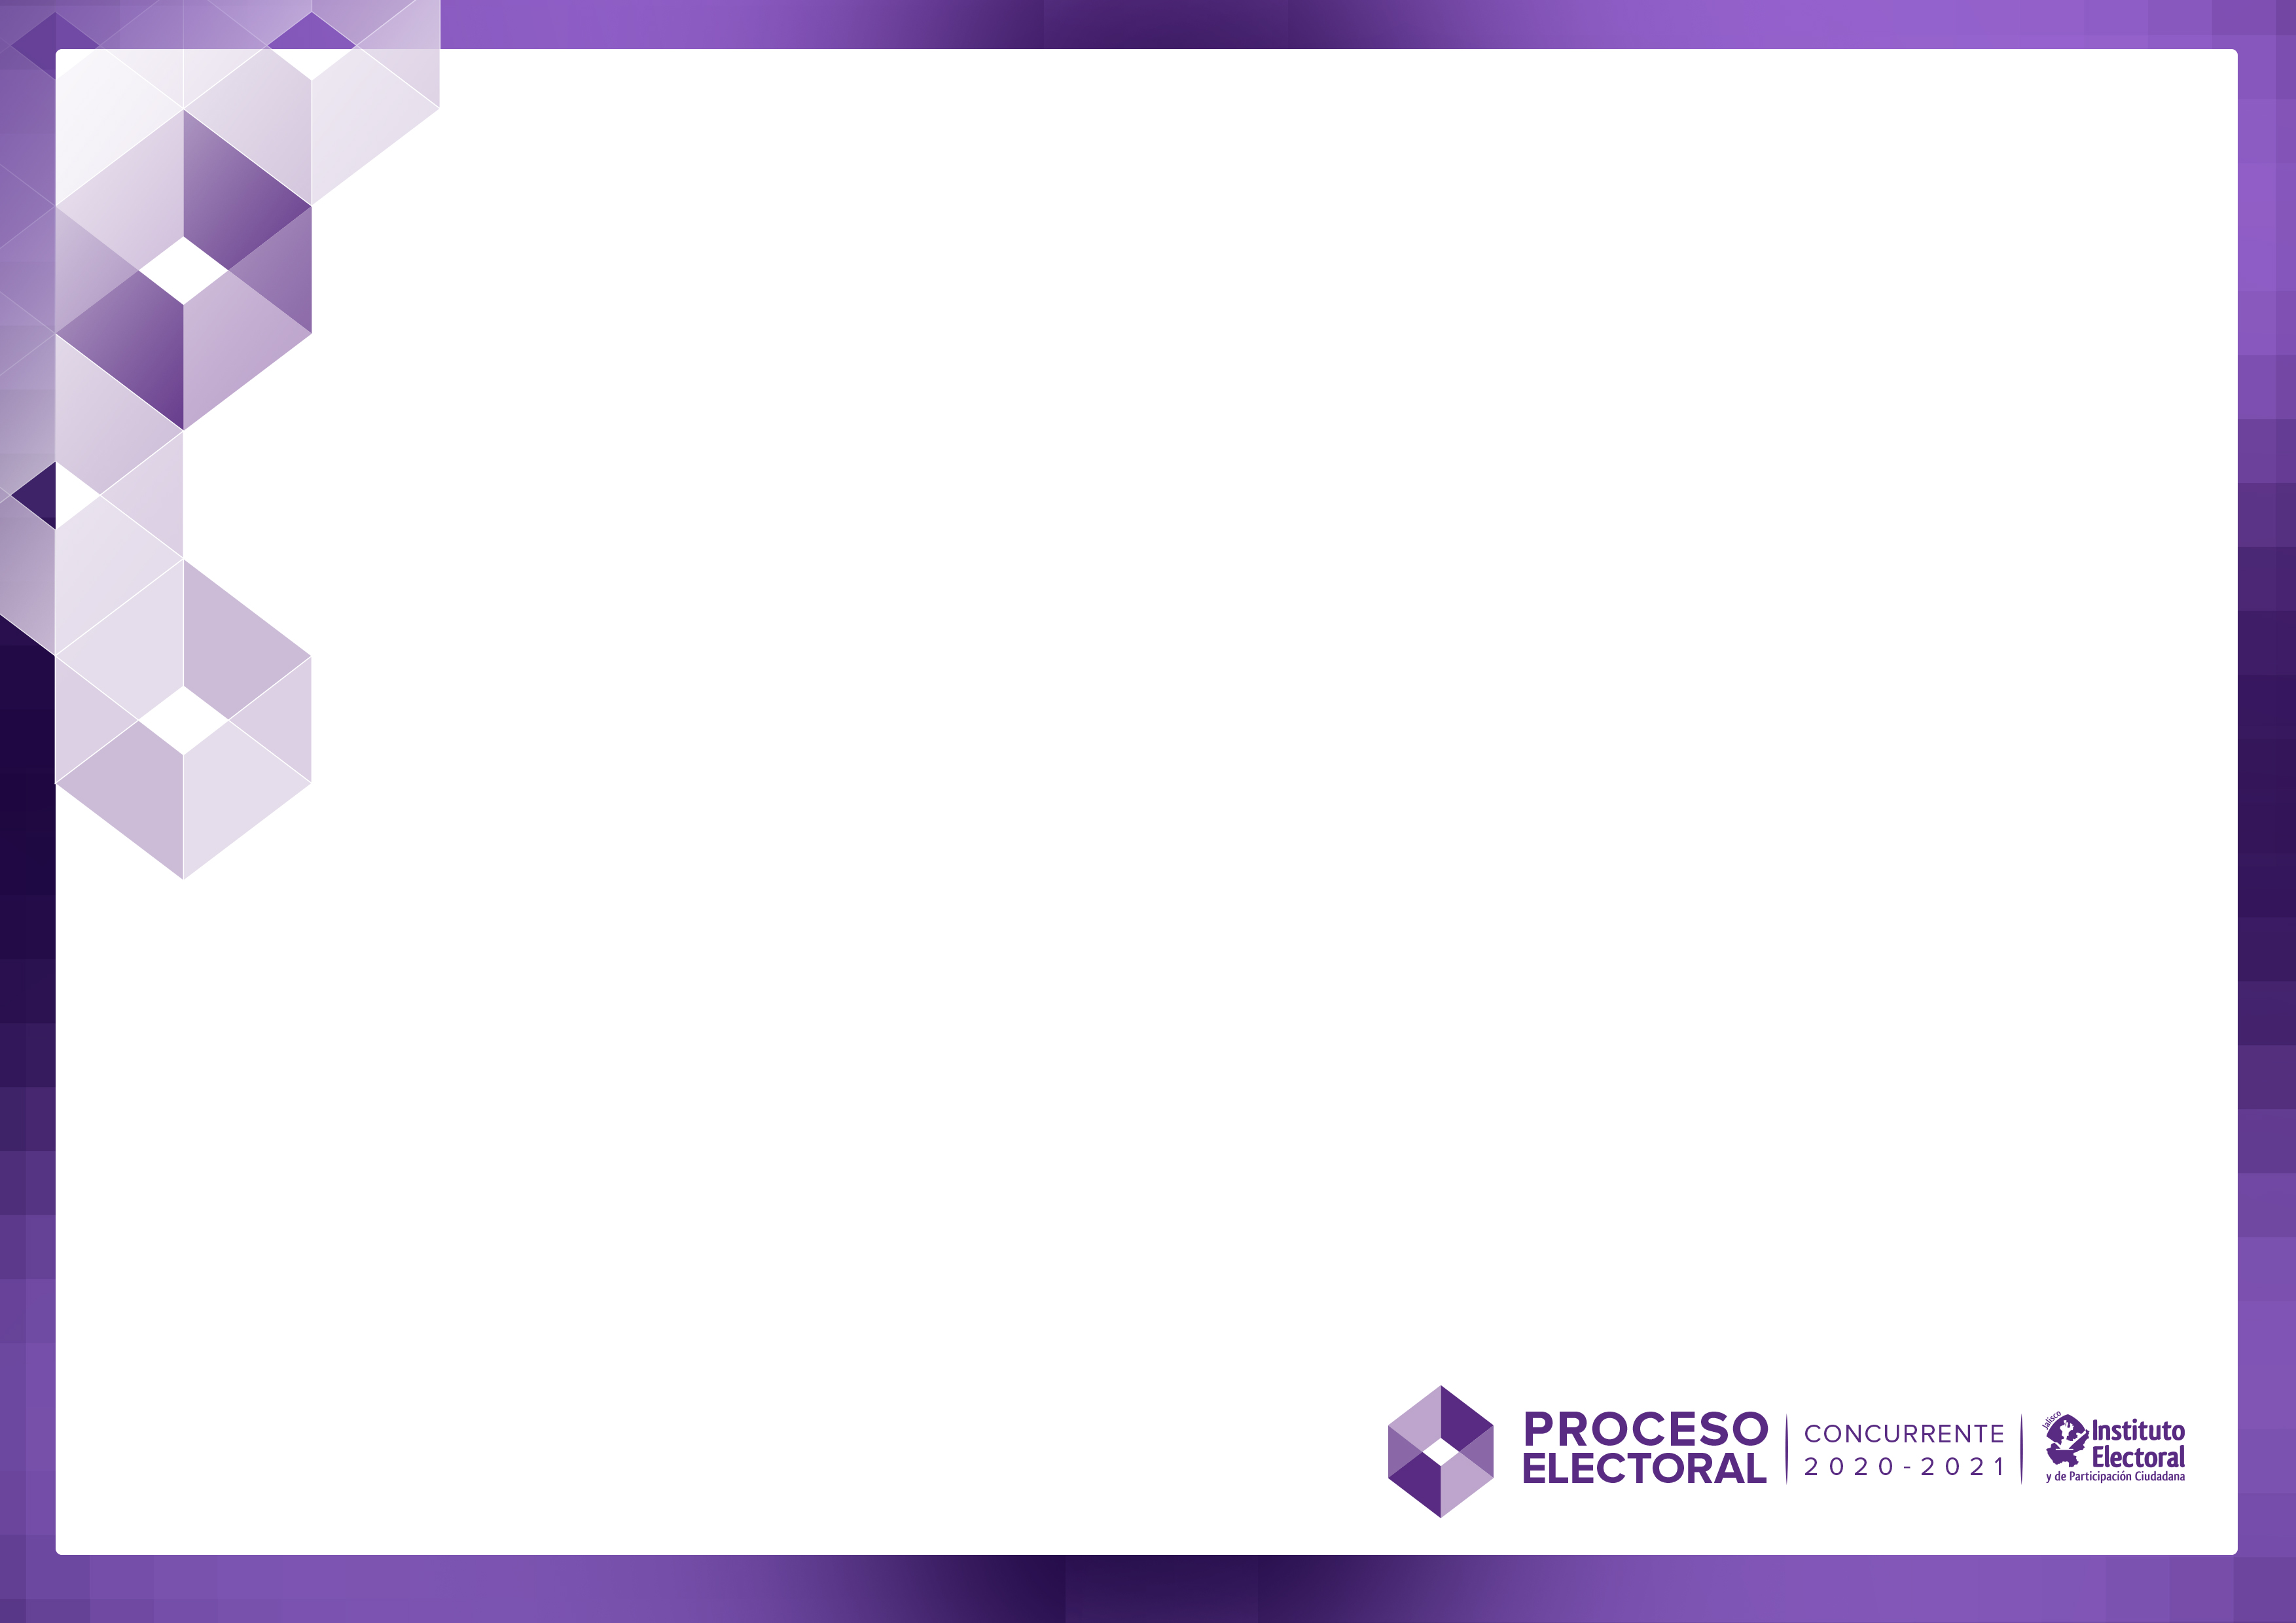 PROCESO
ELECTORAL
CONCURRENTE
2020-2021
Jalisco
Instituto
Electoral
y de Participación Ciudadana